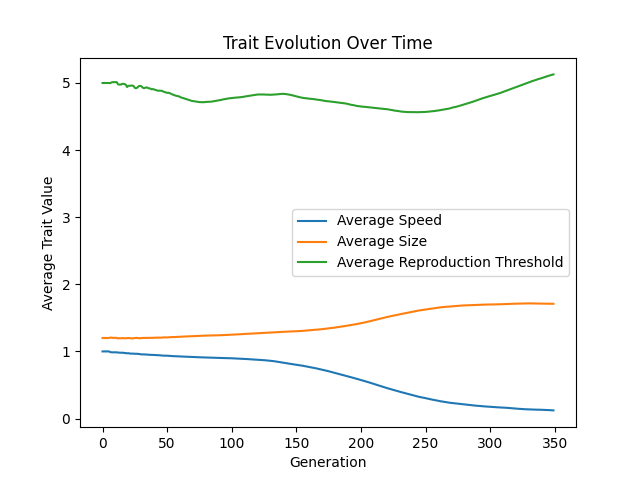 Trait Evolution Over Time
Average Trait Value
5
4
3
2
1
0
Average Speed
Average Size
Average Reproduction Threshold
0 50 100 150 200 250 300 350
Generation